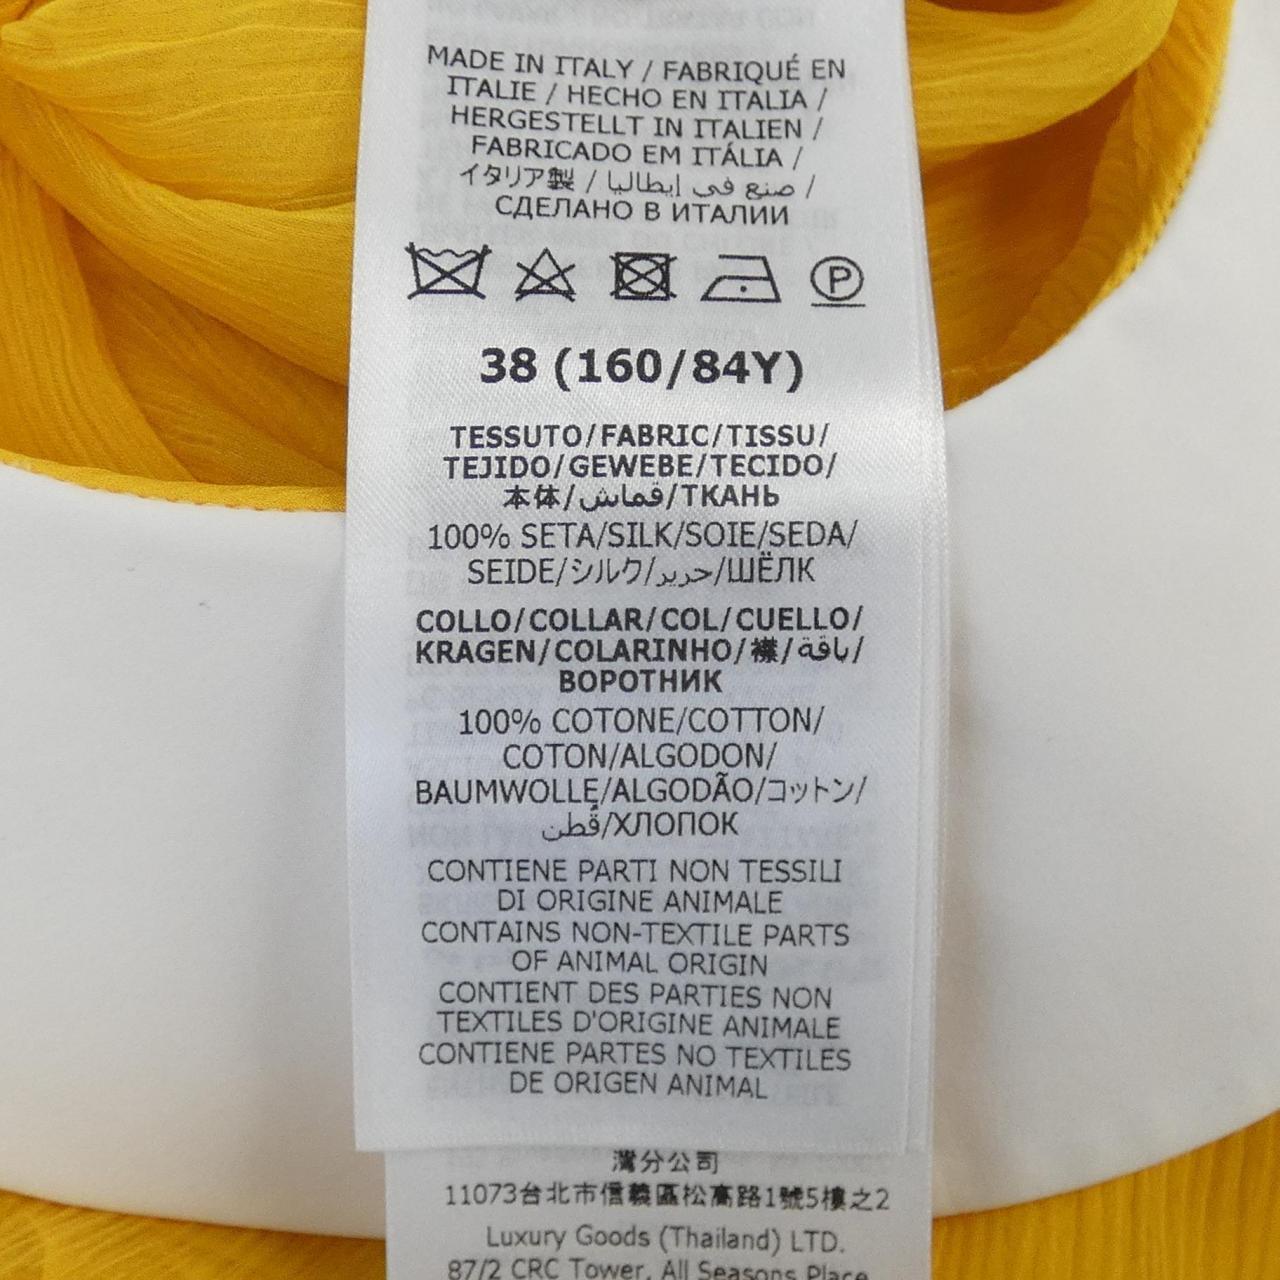 MADE IN ITALY / FABRIQUÉ EN
ITALIE / HECHO EN ITALIA /
HERGESTELLT IN ITALIEN /
FABRICADO EM ITÁLIA /
イタリア製 / صنع في إيطاليا /
СДЕЛАНО В ИТАЛИИ
P
38 (160/84Y)
TESSUTO/FABRIC/TISSU/
TEJIDO/GEWEBE/TECIDO/
本体/قماش/ТКАНЬ
100% SETA/SILK/SOIE/SEDA/
SEIDE/シルク/حرير/ШЁЛК
COLLO/COLLAR/COL/CUELLO/
KRAGEN/COLARINHO/襟/ياقة/
ВОРОТНИК
100% COTONE/COTTON/
COTON/ALGODON/
BAUMWOLLE/ALGODÃO/コットン/
قُطن/ХЛОПОК
CONTIENE PARTI NON TESSILI
DI ORIGINE ANIMALE
CONTAINS NON-TEXTILE PARTS
OF ANIMAL ORIGIN
CONTIENT DES PARTIES NON
TEXTILES D'ORIGINE ANIMALE
CONTIENE PARTES NO TEXTILES
DE ORIGEN ANIMAL
灣分公司
11073台北市信義區松高路1號5樓之2
Luxury Goods (Thailand) LTD.
87/2 CRC Tower, All Seasons Place